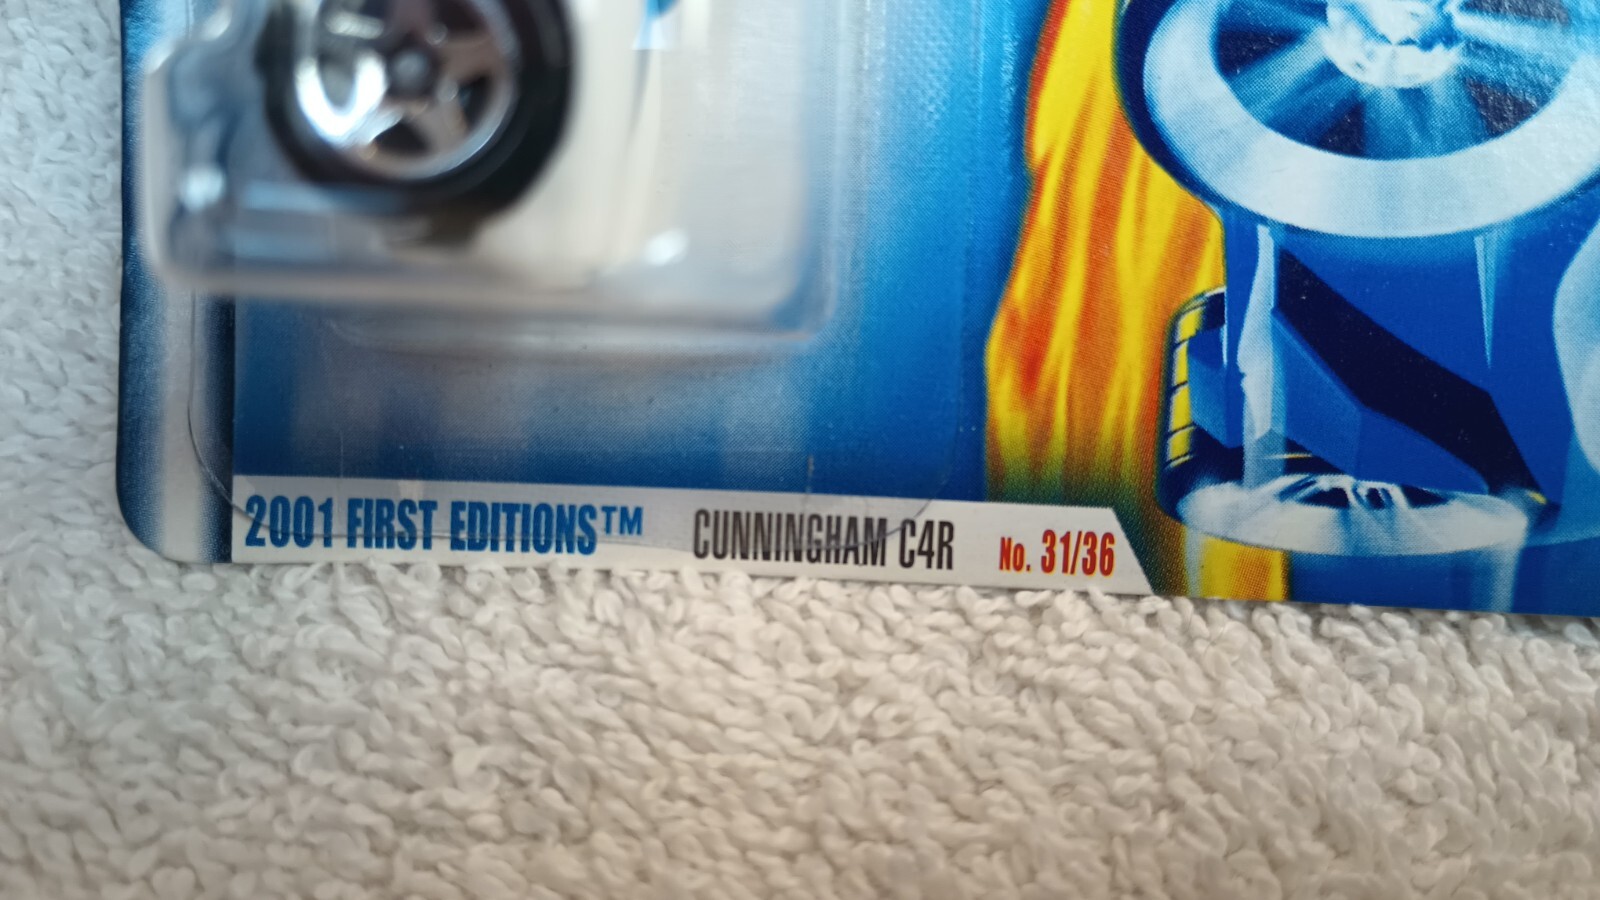 2001 FIRST EDITIONS™ CUNNINGHAM C4R No. 31/36